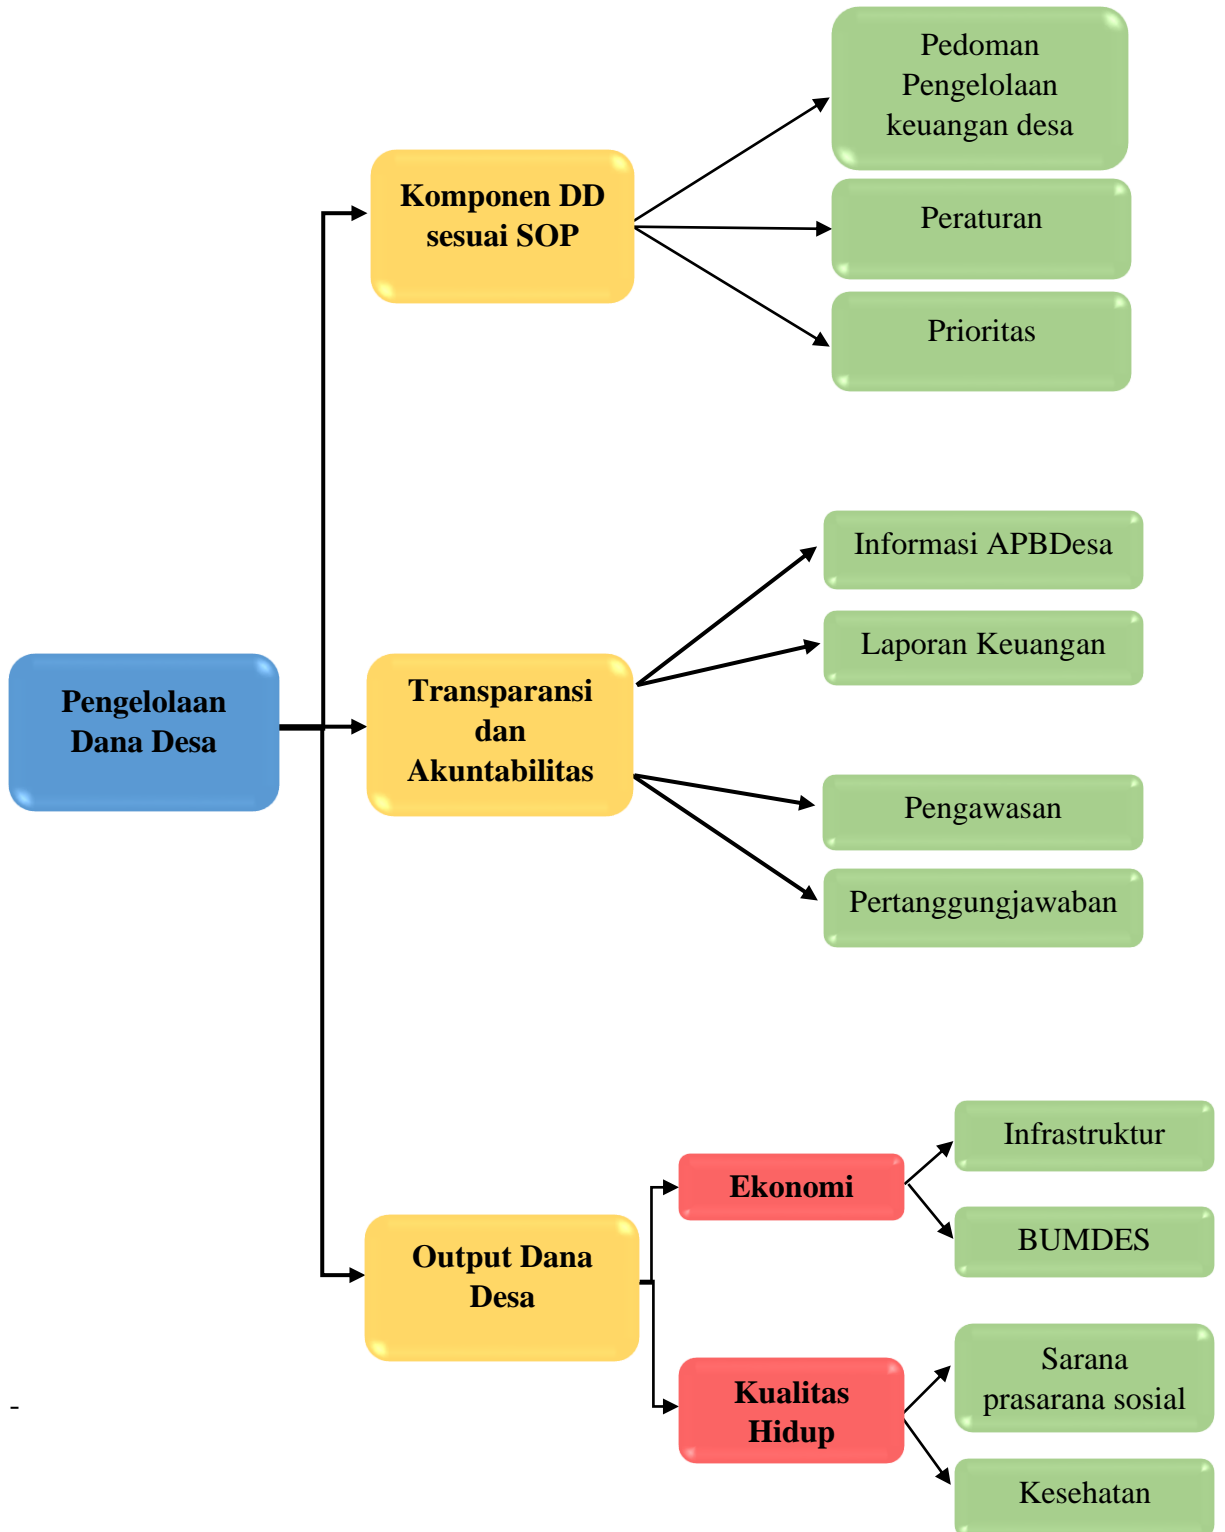 Pedoman
Pengelolaan
keuangan desa
Komponen DD
sesuai SOP
Peraturan
Prioritas
Informasi APBDesa
Laporan Keuangan
Pengelolaan
Dana Desa
Transparansi
dan
Akuntabilitas
Pengawasan
Pertanggungjawaban
Infrastruktur
Ekonomi
BUMDES
Output Dana
Desa
Sarana
prasarana sosial
Kualitas
Hidup
-
Kesehatan